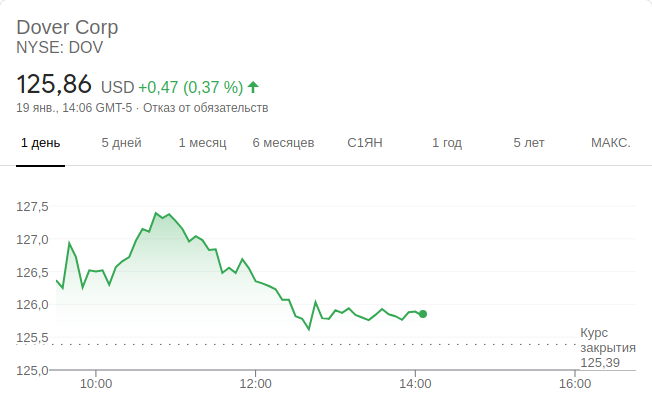 Dover Corp
NYSE: DOV
125,86 USD +0,47 (0,37 %)
19 янв., 14:06 GMT-5 · Отказ от обязательств
1 день 5 дней 1 месяц 6 месяцев С1ЯН 1 год 5 лет МАКС.
127,5
127,0
126,5
126,0
125,5
125,0
Курс
закрытия
125,39
10:00 12:00 14:00 16:00